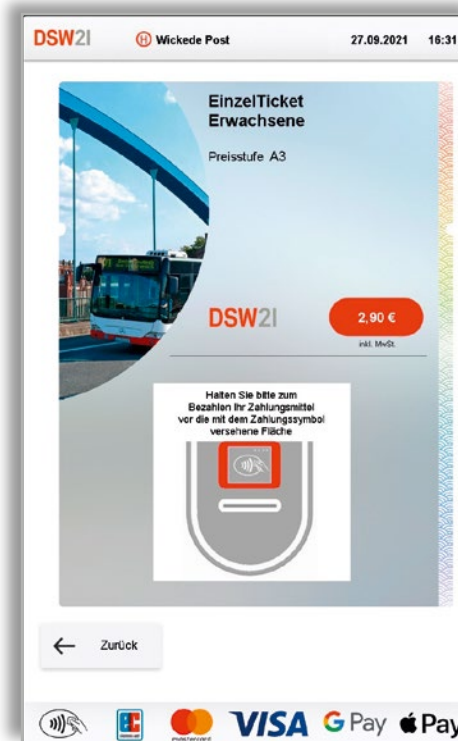 DSW21
H Wickede Post
27.09.2021 16:31
EinzelTicket
Erwachsene
Preisstufe A3
DSW21
2,90 €
inkl. MwSt.
Halten Sie bitte zum
Bezahlen Ihr Zahlungsmittel
vor die mit dem Zahlungssymbol
versehene Fläche
← Zurück
mastercard
VISA
G Pay
Pay